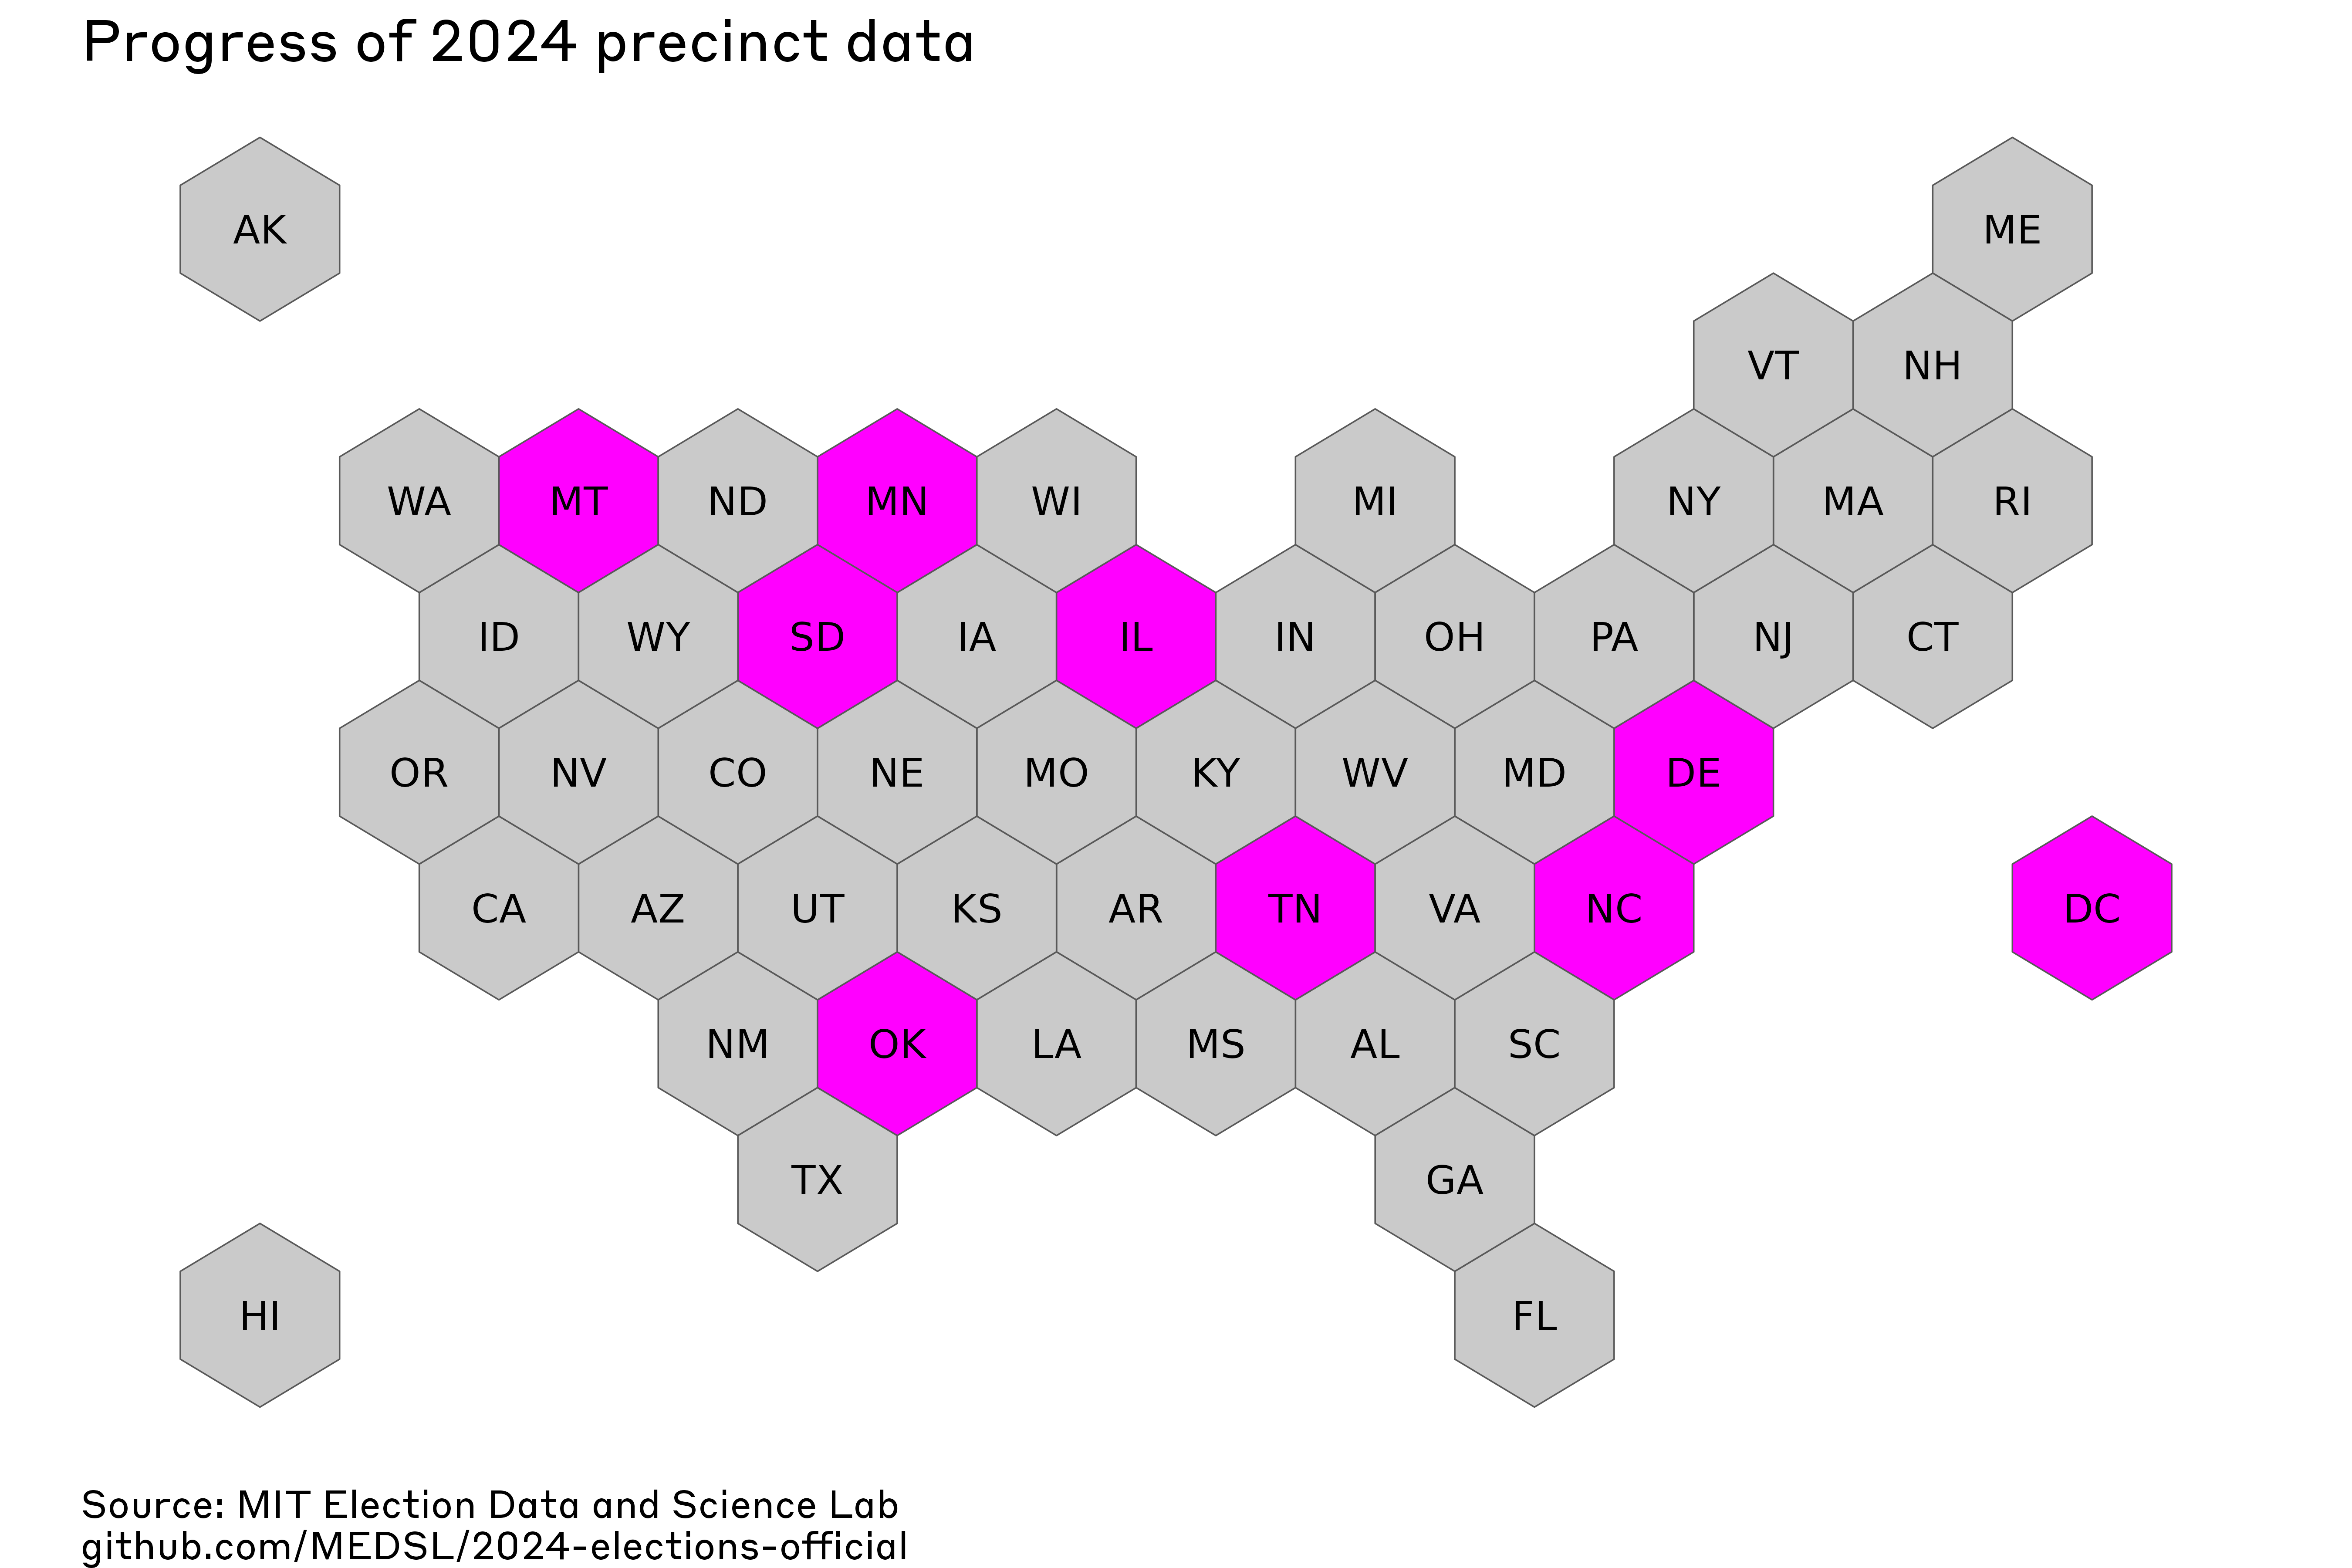 Progress of 2024 precinct data
AK
ME
VT NH
WA MT ND MN WI MI NY MA RI
ID WY SD IA IL IN OH PA NJ CT
OR NV CO NE MO KY WV MD DE
CA AZ UT KS AR TN VA NC DC
NM OK LA MS AL SC
TX GA
HI FL
Source: MIT Election Data and Science Lab
github.com/MEDSL/2024-elections-official